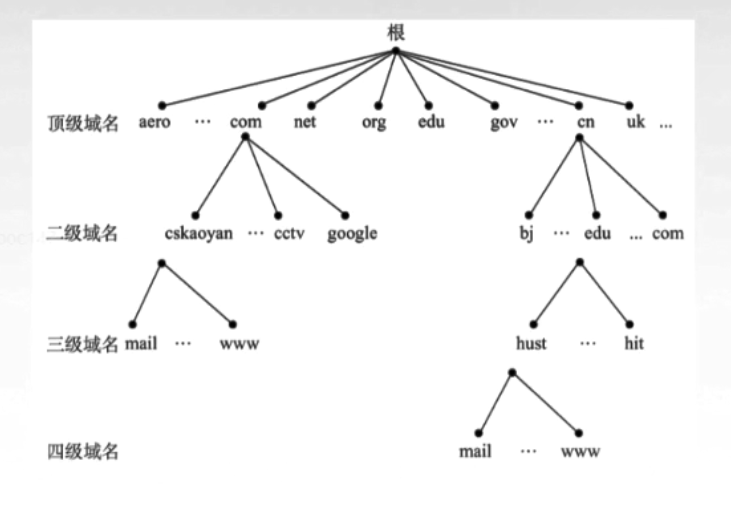 根
顶级域名 aero … com net org edu gov … cn uk ...
二级域名 cskaoyan … cctv google bj … edu ... com
三级域名 mail … www hust … hit
四级域名 mail … www